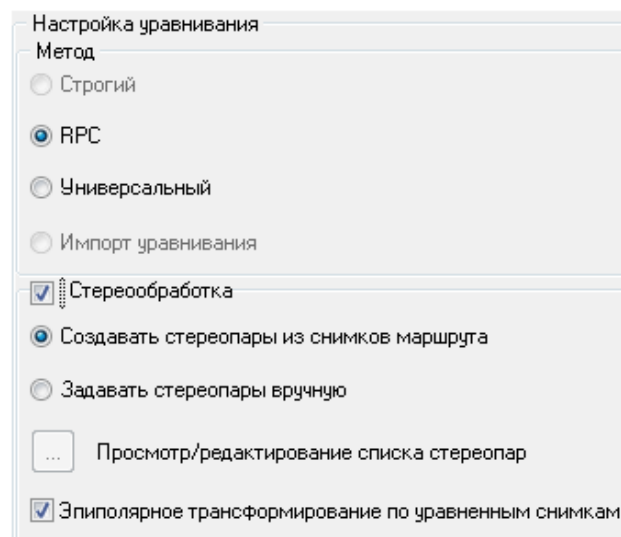 Настройка уравнивания
Метод
Строгий
RPC
Универсальный
Импорт уравнивания
Стереообработка
Создавать стереопары из снимков маршрута
Задавать стереопары вручную
... Просмотр/редактирование списка стереопар
Эпиполярное трансформирование по уравненным снимкам